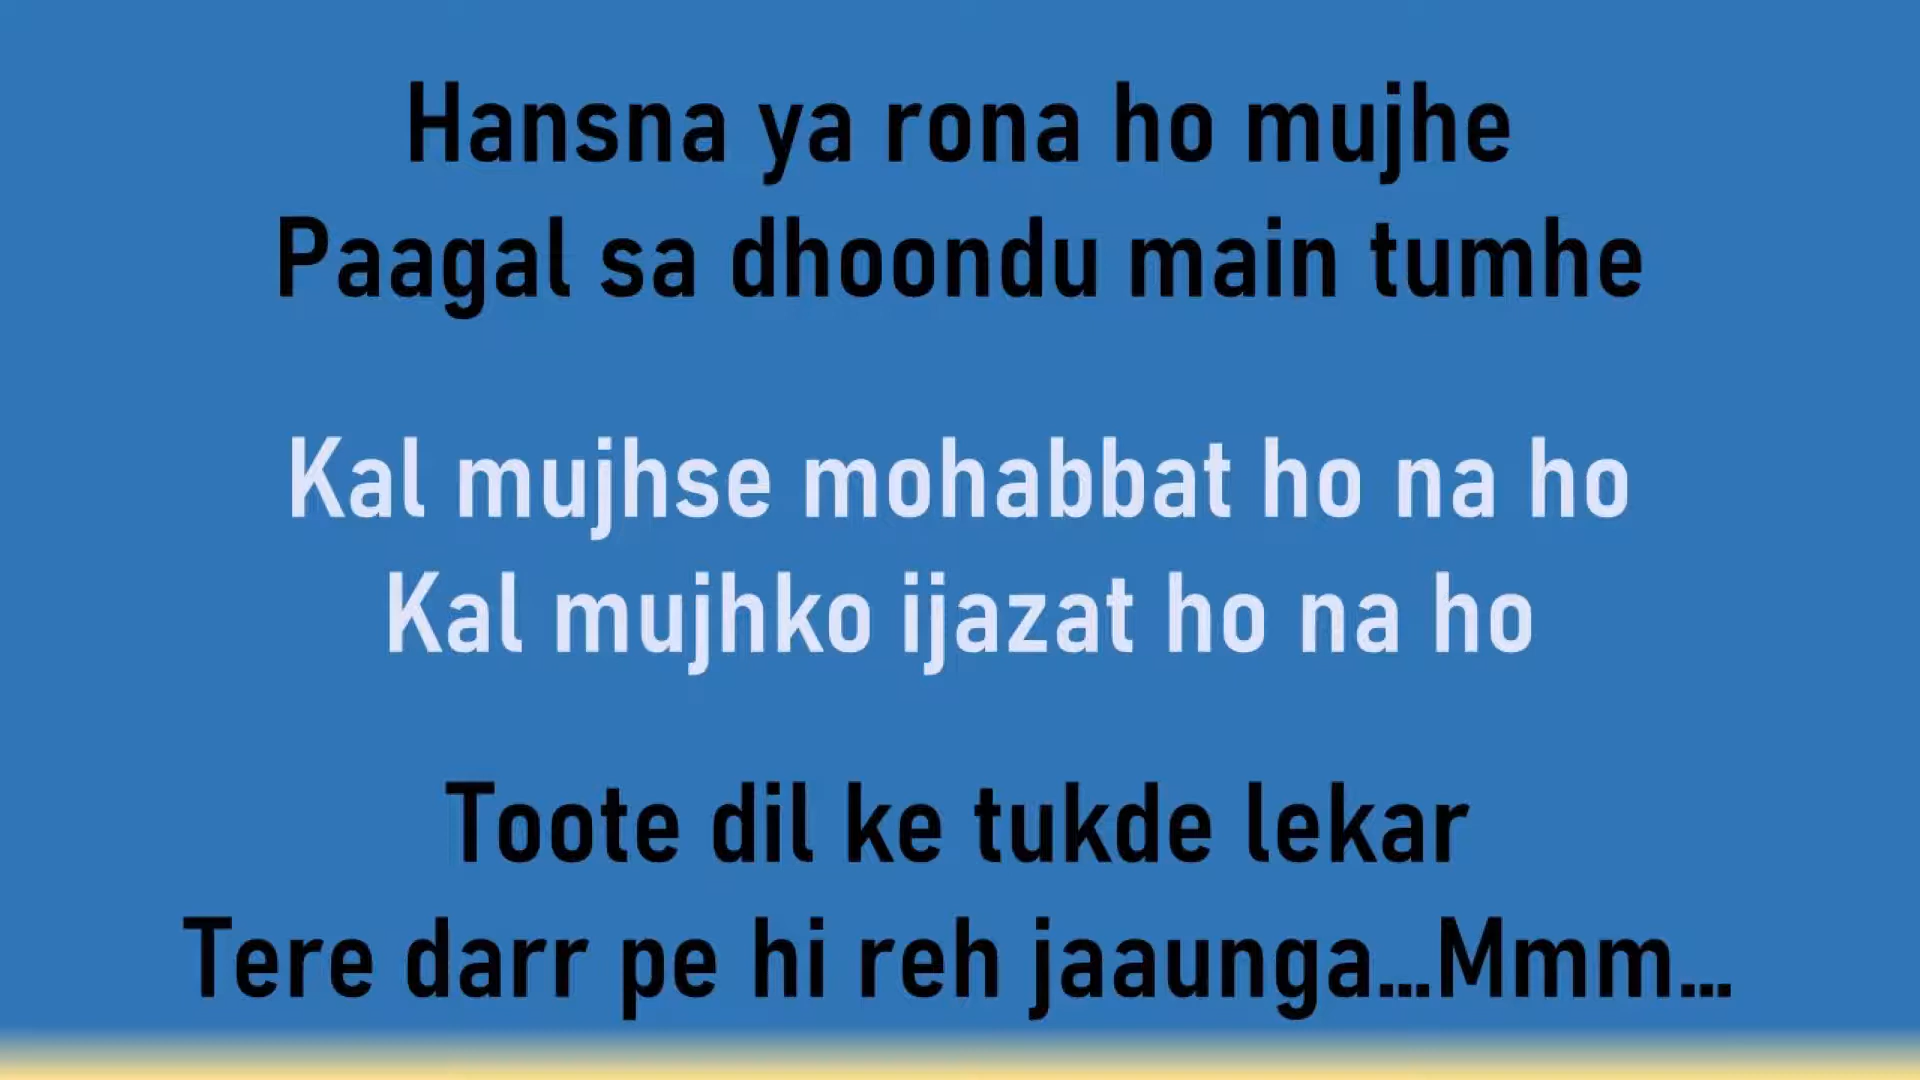 Hansna ya rona ho mujhe
Paagal sa dhoondu main tumhe
Kal mujhse mohabbat ho na ho
Kal mujhko ijazat ho na ho
Toote dil ke tukde lekar
Tere darr pe hi reh jaaunga...Mmm...